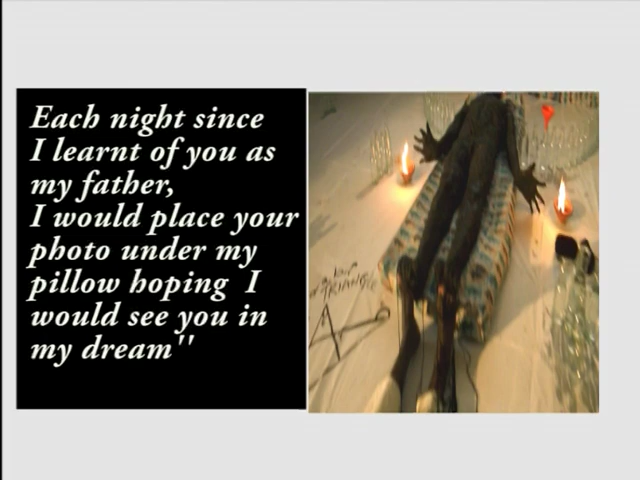 Each night since
I learnt of you as
my father,
I would place your
photo under my
pillow hoping I
would see you in
my dream"
TRIANGLE